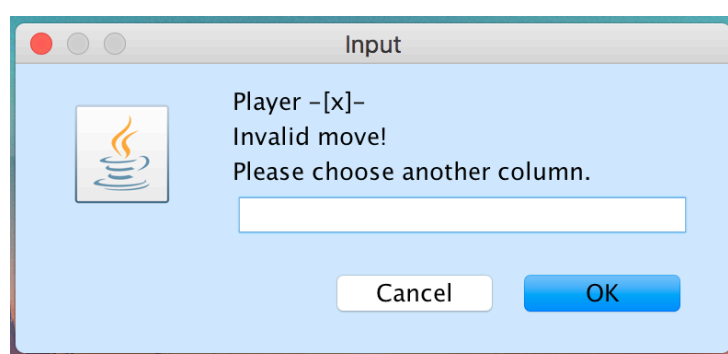 Input
Player –[x]–
Invalid move!
Please choose another column.
Cancel
OK